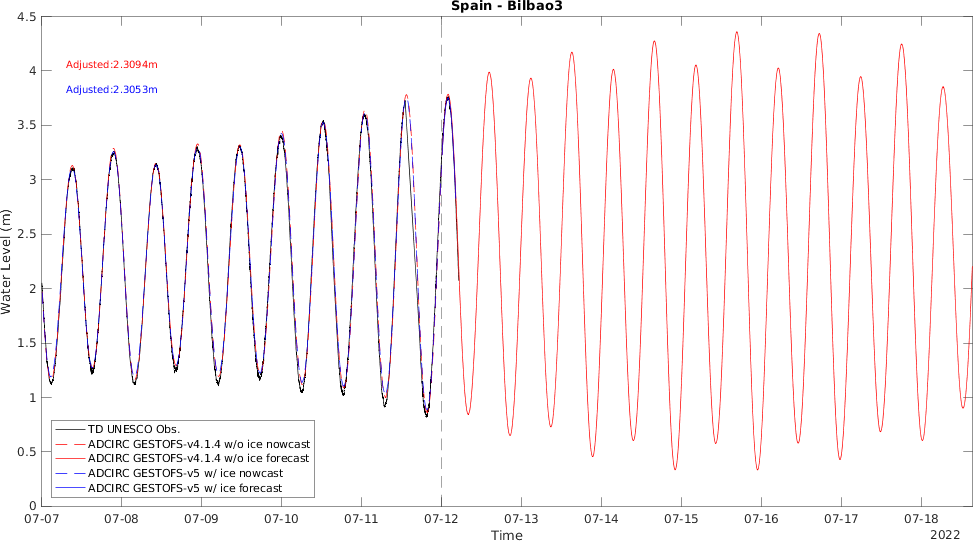 Spain - Bilbao3
4.5
4
3.5
3
2.5
2
1.5
1
0.5
0
Water Level (m)
Adjusted:2.3094m
Adjusted:2.3053m
TD UNESCO Obs.
ADCIRC GESTOFS-v4.1.4 w/o ice nowcast
ADCIRC GESTOFS-v4.1.4 w/o ice forecast
ADCIRC GESTOFS-v5 w/ ice nowcast
ADCIRC GESTOFS-v5 w/ ice forecast
07-07 07-08 07-09 07-10 07-11 07-12 07-13 07-14 07-15 07-16 07-17 07-18
Time
2022